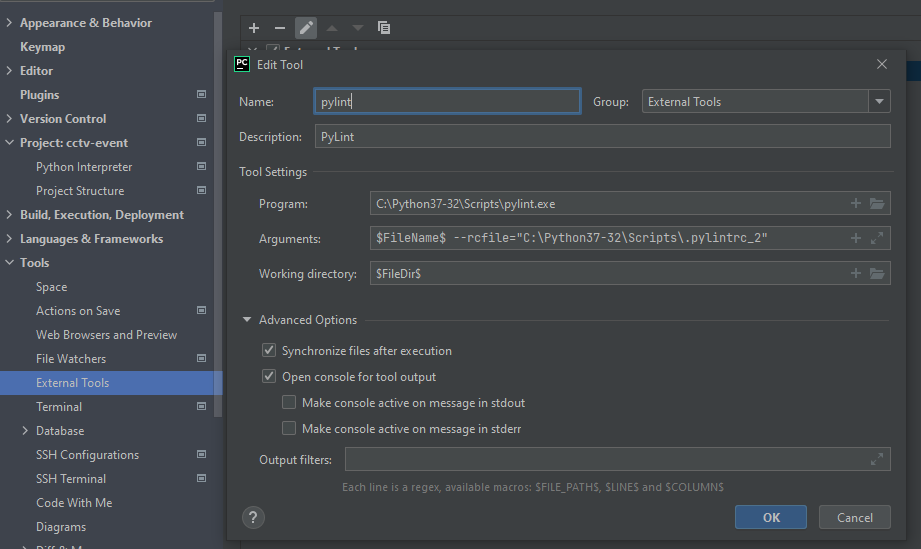 Appearance & Behavior
Keymap
Editor
Plugins
Version Control
Project: cctv-event
Python Interpreter
Project Structure
Build, Execution, Deployment
Languages & Frameworks
Tools
Space
Actions on Save
Web Browsers and Preview
File Watchers
External Tools
Terminal
Database
SSH Configurations
SSH Terminal
Code With Me
Diagrams
PC
Edit Tool
Name:
pylint
Group:
External Tools
Description:
PyLint
Tool Settings
Program:
C:\Python37-32\Scripts\pylint.exe
Arguments:
$FileName$ --rcfile="C:\Python37-32\Scripts\.pylintrc_2"
Working directory:
$FileDir$
Advanced Options
Synchronize files after execution
Open console for tool output
Make console active on message in stdout
Make console active on message in stderr
Output filters:
Each line is a regex, available macros: $FILE_PATH$, $LINE$ and $COLUMN$
?
OK
Cancel